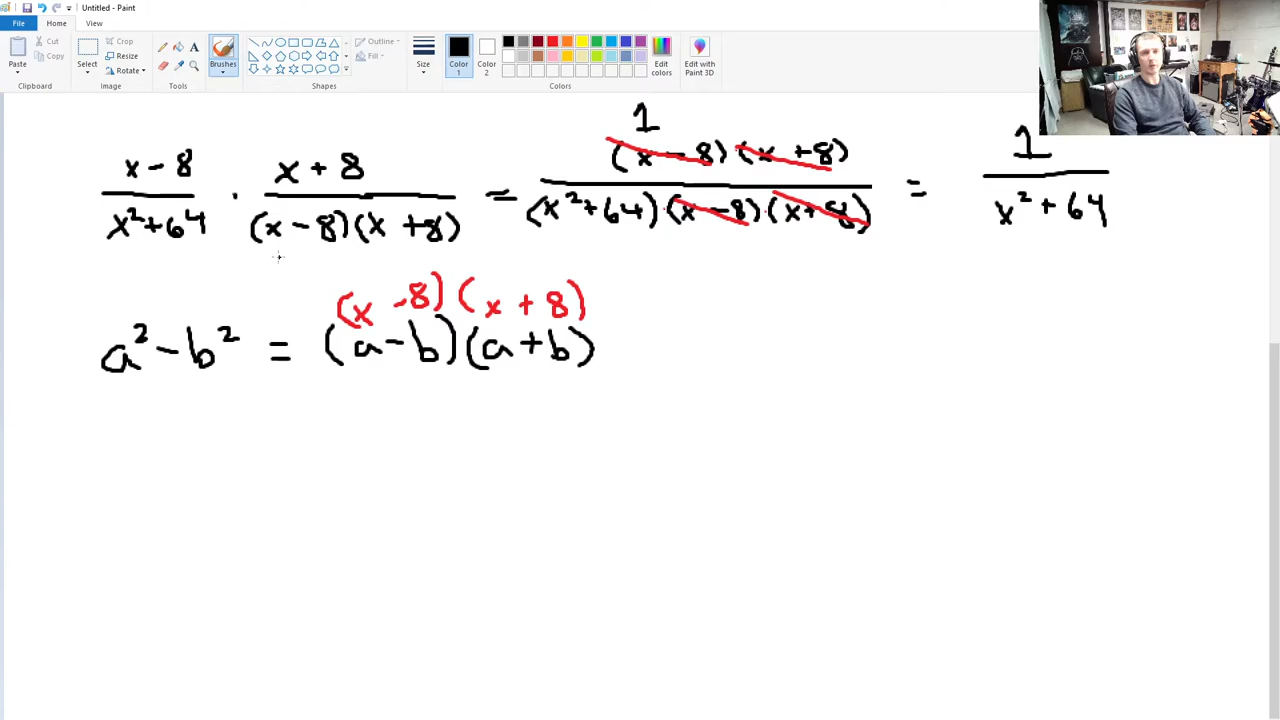 Untitled - Paint
File Home View
Paste Cut Copy Clipboard
Select Crop Resize Rotate Image
Tools
Brushes
Outline Fill Shapes
Size
Color 1 Color 2 Edit colors Colors
Edit with Paint 3D
x - 8 / x² + 64 · x + 8 / (x - 8)(x + 8) = 1 (x - 8)(x + 8) / (x² + 64)·(x - 8)·(x + 8) = 1 / x² + 64
(x - 8)(x + 8)
a² - b² = (a - b)(a + b)